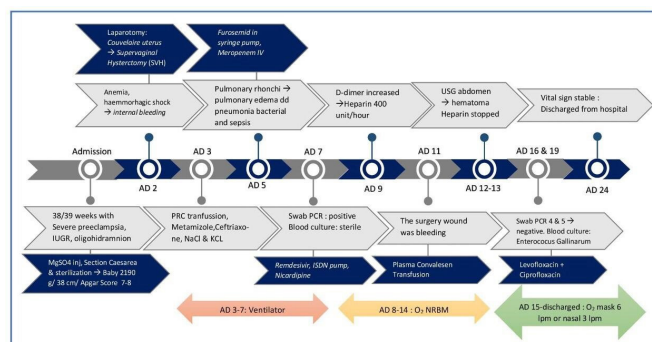 Laparotomy:
Couvelaire uterus
→ Supervaginal
Hysterctomy (SVH)
Furosemid in
syringe pump,
Meropenem IV
Anemia,
haemmorhagic shock
→ internal bleeding
Pulmonary rhonchi →
pulmonary edema dd
pneumonia bacterial
and sepsis
D-dimer increased
→Heparin 400
unit/hour
USG abdomen
→ hematoma
Heparin stopped
Vital sign stable :
Discharged from hospital
Admission
AD 2
AD 3
AD 5
AD 7
AD 9
AD 11
AD 12-13
AD 16 & 19
AD 24
38/39 weeks with
Severe preedlampsia,
IUGR, oligohidramnion
PRC tranfussion,
Metamizole,Ceftriaxo-
ne, NaCl & KCL
Swab PCR : positive
Blood culture: sterile
The surgery wound
was bleeding
Swab PCR 4 & 5 →
negative. Blood culture:
Enterococus Gallinarum
MgSO4 inj, Section Caesarea
& sterilization → Baby 2190
g/ 38 cm/ Apgar Score 7-8
Remdesivir, ISDN pump,
Nicardipine
Plasma Convalesen
Transfusion
Levofloxacin +
Ciprofloxacin
AD 3-7: Ventilator
AD 8-14 : O₂ NRBM
AD 15-discharged : O₂ mask 6
lpm or nasal 3 lpm